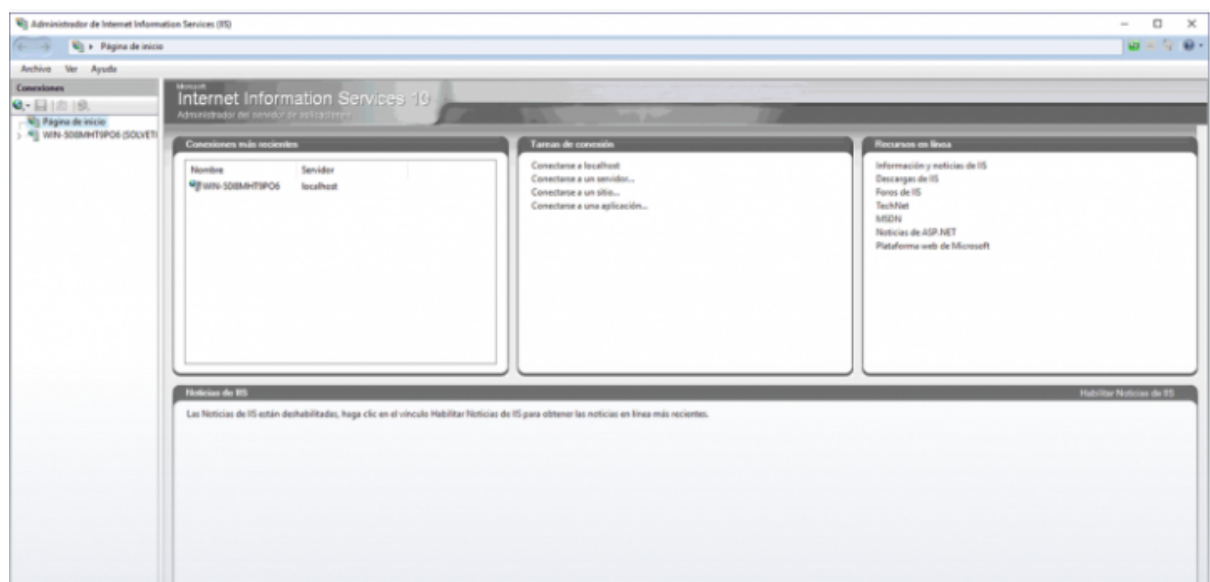 Administrador de Internet Information Services (IIS)
Página de inicio
Archivo Ver Ayuda
Conexiones
Página de inicio
Microsoft
Internet Information Services 10
Administrador del servidor de aplicaciones
Conexiones más recientes
Nombre Servidor
localhost
Tareas de conexión
Conectarse a localhost
Conectarse a un servidor...
Conectarse a un sitio...
Conectarse a una aplicación...
Recursos en línea
Información y noticias de IIS
Descargas de IIS
Foros de IIS
TechNet
MSDN
Noticias de ASP.NET
Plataforma web de Microsoft
Noticias de IIS Habilitar Noticias de IIS
Las Noticias de IIS están deshabilitadas, haga clic en el vínculo Habilitar Noticias de IIS para obtener las noticias en línea más recientes.